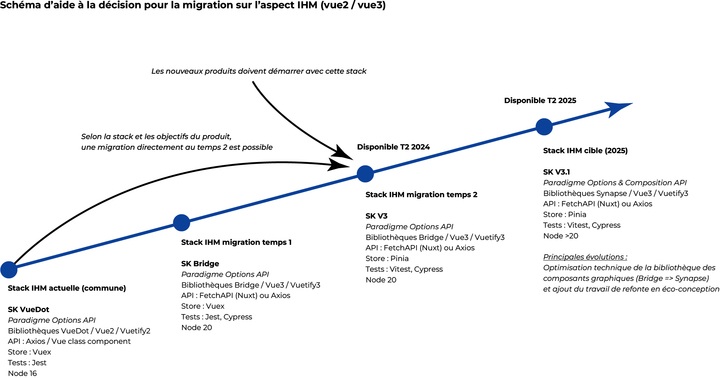 Schéma d'aide à la décision pour la migration sur l'aspect IHM (vue2 / vue3)
Les nouveaux produits doivent démarrer avec cette stack
Selon la stack et les objectifs du produit,
une migration directement au temps 2 est possible
Stack IHM actuelle (commune)
SK VueDot
Paradigme Options API
Bibliothèques VueDot / Vue2 / Vuetify2
API : Axios / Vue class component
Store : Vuex
Tests : Jest
Node 16
Stack IHM migration temps 1
SK Bridge
Paradigme Options API
Bibliothèques Bridge / Vue3 / Vuetify3
API : FetchAPI (Nuxt) ou Axios
Store : Vuex
Tests : Jest, Cypress
Node 20
Disponible T2 2024
Stack IHM migration temps 2
SK V3
Paradigme Options API
Bibliothèques Bridge / Vue3 / Vuetify3
API : FetchAPI (Nuxt) ou Axios
Store : Pinia
Tests : Vitest, Cypress
Node 20
Disponible T2 2025
Stack IHM cible (2025)
SK V3.1
Paradigme Options & Composition API
Bibliothèques Synapse / Vue3 / Vuetify3
API : FetchAPI (Nuxt) ou Axios
Store : Pinia
Tests : Vitest, Cypress
Node >20
Principales évolutions :
Optimisation technique de la bibliothèque des
composants graphiques (Bridge => Synapse)
et ajout du travail de refonte en éco-conception